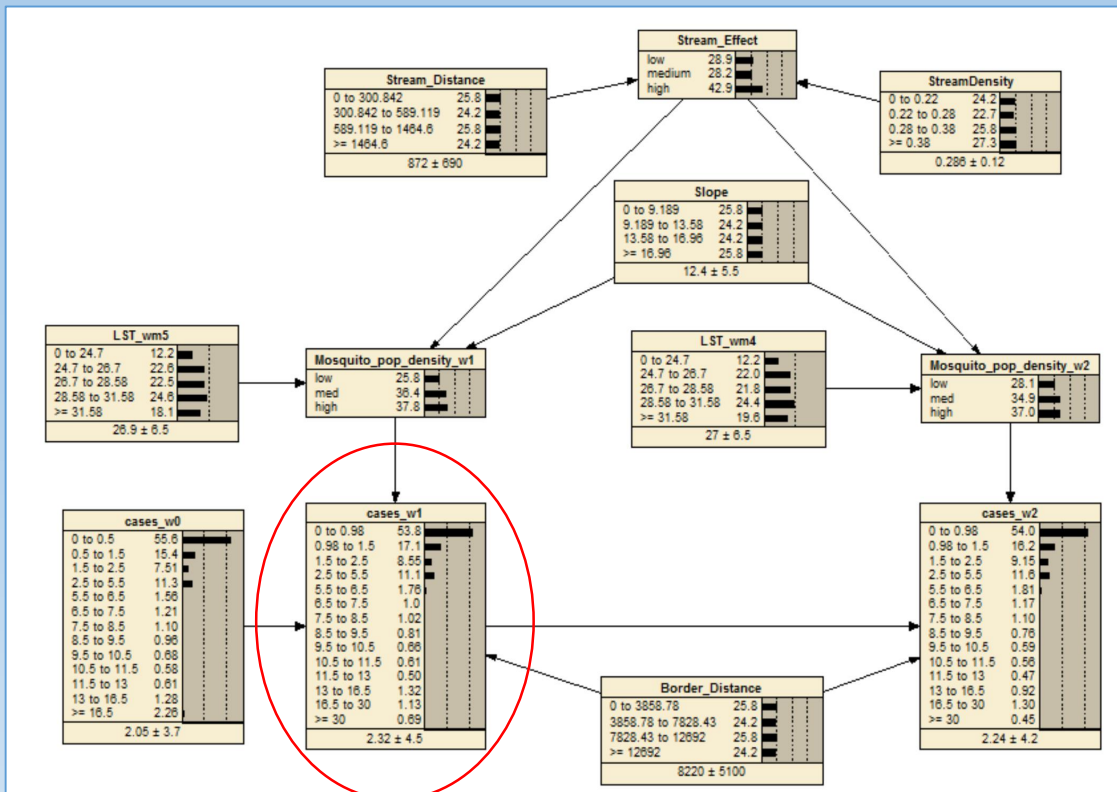 Stream_Effect
low 28.9
medium 28.2
high 42.9
Stream_Distance
0 to 300.842 25.8
300.842 to 589.119 24.2
589.119 to 1464.6 25.8
>= 1464.6 24.2
872 ± 690
StreamDensity
0 to 0.22 24.2
0.22 to 0.28 22.7
0.28 to 0.38 25.8
>= 0.38 27.3
0.286 ± 0.12
Slope
0 to 9.189 25.8
9.189 to 13.58 24.2
13.58 to 16.96 24.2
>= 16.96 25.8
12.4 ± 5.5
LST_wm5
0 to 24.7 12.2
24.7 to 26.7 22.6
26.7 to 28.58 22.5
28.58 to 31.58 24.6
>= 31.58 18.1
26.9 ± 6.5
Mosquito_pop_density_w1
low 25.8
med 36.4
high 37.8
LST_wm4
0 to 24.7 12.2
24.7 to 26.7 22.0
26.7 to 28.58 21.8
28.58 to 31.58 24.4
>= 31.58 19.6
27 ± 6.5
Mosquito_pop_density_w2
low 28.1
med 34.9
high 37.0
cases_w0
0 to 0.5 55.6
0.5 to 1.5 15.4
1.5 to 2.5 7.51
2.5 to 5.5 11.3
5.5 to 6.5 1.56
6.5 to 7.5 1.21
7.5 to 8.5 1.10
8.5 to 9.5 0.96
9.5 to 10.5 0.68
10.5 to 11.5 0.58
11.5 to 13 0.61
13 to 16.5 1.28
>= 16.5 2.26
2.05 ± 3.7
cases_w1
0 to 0.98 53.8
0.98 to 1.5 17.1
1.5 to 2.5 8.55
2.5 to 5.5 11.1
5.5 to 6.5 1.76
6.5 to 7.5 1.0
7.5 to 8.5 1.02
8.5 to 9.5 0.81
9.5 to 10.5 0.66
10.5 to 11.5 0.61
11.5 to 13 0.50
13 to 16.5 1.32
16.5 to 30 1.13
>= 30 0.69
2.32 ± 4.5
Border_Distance
0 to 3858.78 25.8
3858.78 to 7828.43 24.2
7828.43 to 12692 25.8
>= 12692 24.2
8220 ± 5100
cases_w2
0 to 0.98 54.0
0.98 to 1.5 16.2
1.5 to 2.5 9.15
2.5 to 5.5 11.6
5.5 to 6.5 1.81
6.5 to 7.5 1.17
7.5 to 8.5 1.10
8.5 to 9.5 0.76
9.5 to 10.5 0.59
10.5 to 11.5 0.56
11.5 to 13 0.47
13 to 16.5 0.92
16.5 to 30 1.30
>= 30 0.45
2.24 ± 4.2